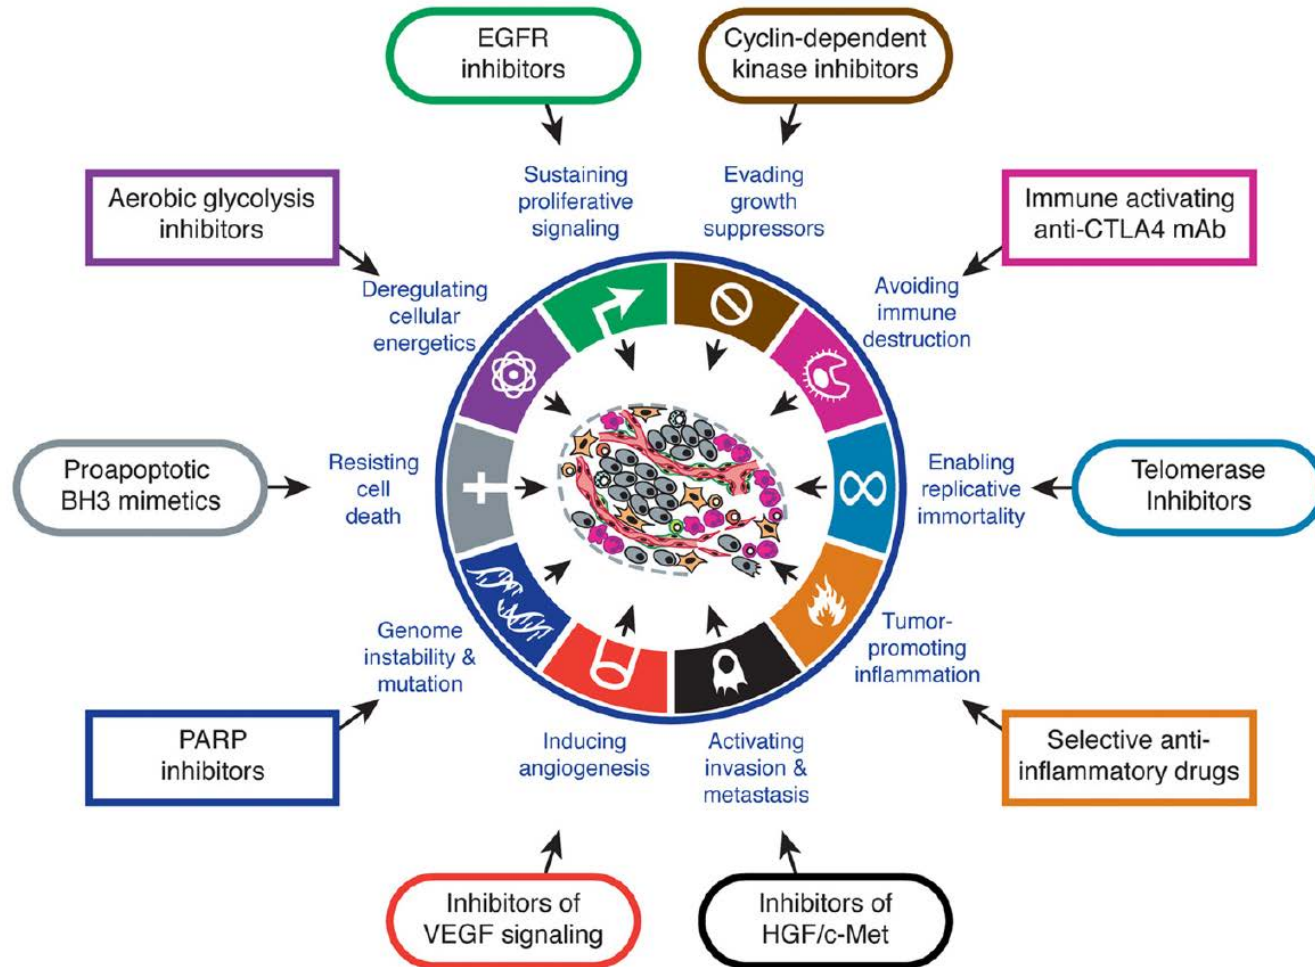 EGFR
inhibitors
Cyclin-dependent
kinase inhibitors
Sustaining
proliferative
signaling
Evading
growth
suppressors
Aerobic glycolysis
inhibitors
Immune activating
anti-CTLA4 mAb
Deregulating
cellular
energetics
Avoiding
immune
destruction
Proapoptotic
BH3 mimetics
Resisting
cell
death
Enabling
replicative
immortality
Telomerase
Inhibitors
Genome
instability &
mutation
Tumor-
promoting
inflammation
PARP
inhibitors
Inducing
angiogenesis
Activating
invasion &
metastasis
Selective anti-
inflammatory drugs
Inhibitors of
VEGF signaling
Inhibitors of
HGF/c-Met